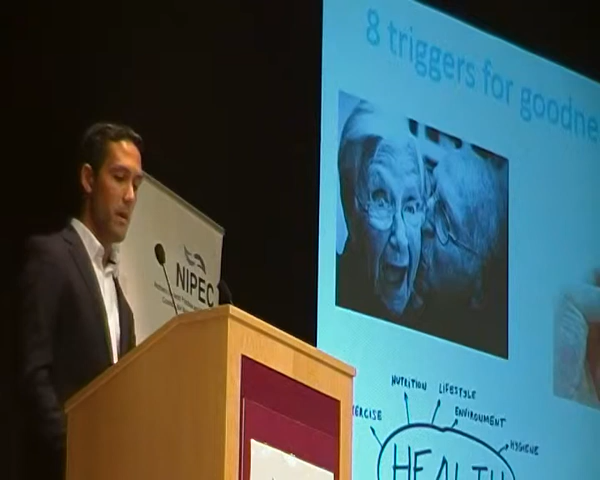 8 triggers for goodne
NIPEC
NUTRITION
LIFESTYLE
ERCISE
ENVIRONMENT
HYGIENE
HEALTH